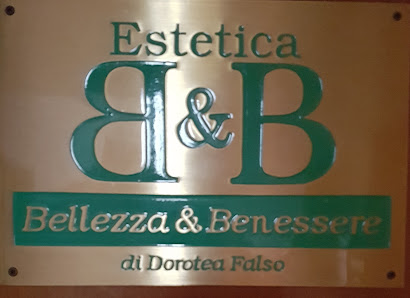 Estetica
B&B
Bellezza & Benessere
di Dorotea Falso